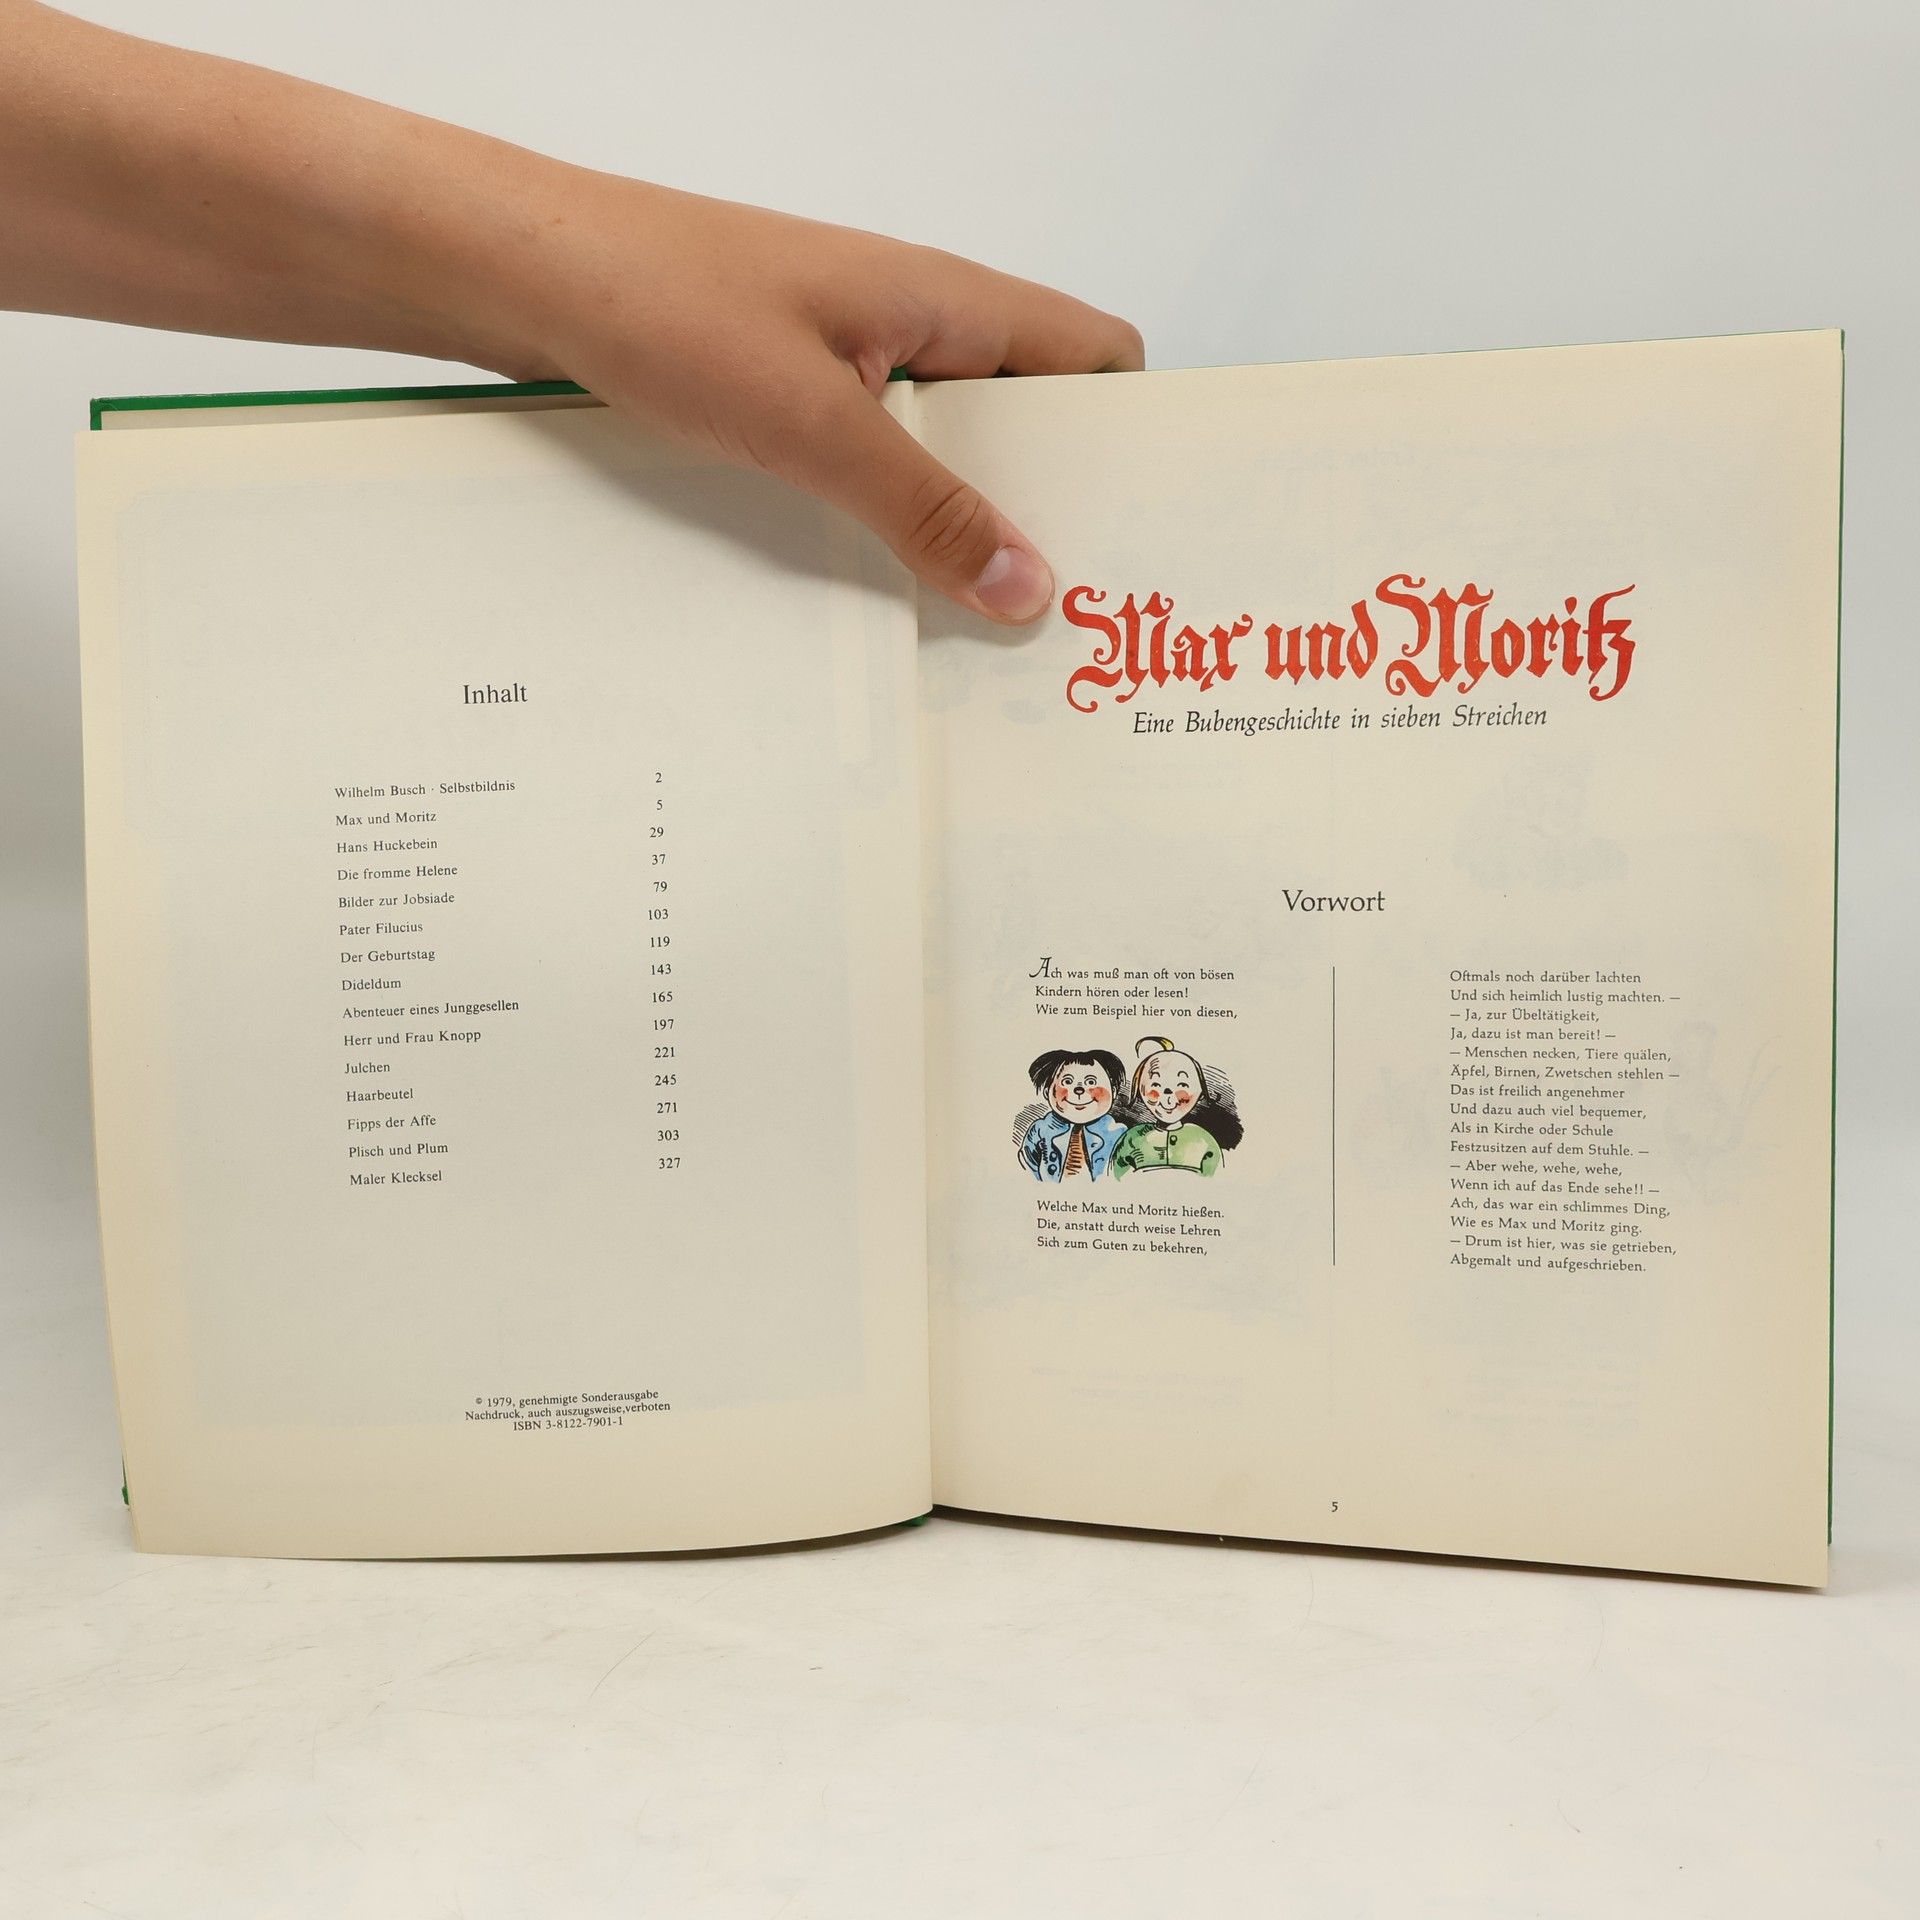 Inhalt
Wilhelm Busch · Selbstbildnis 2
Max und Moritz 5
Hans Huckebein 29
Die fromme Helene 37
Bilder zur Jobsiade 79
Pater Filucius 103
Der Geburtstag 119
Dideldum 143
Abenteuer eines Junggesellen 165
Herr und Frau Knopp 197
Julchen 221
Haarbeutel 245
Fipps der Affe 271
Plisch und Plum 303
Maler Klecksel 327
© 1979, genehmigte Sonderausgabe
Nachdruck, auch auszugsweise,verboten
ISBN 3-8122-7901-1
Max und Moritz
Eine Bubengeschichte in sieben Streichen
Vorwort
Ach was muß man oft von bösen
Kindern hören oder lesen!
Wie zum Beispiel hier von diesen,
Welche Max und Moritz hießen.
Die, anstatt durch weise Lehren
Sich zum Guten zu bekehren,
Oftmals noch darüber lachten
Und sich heimlich lustig machten. —
— Ja, zur Übeltätigkeit,
Ja, dazu ist man bereit! —
— Menschen necken, Tiere quälen,
Äpfel, Birnen, Zwetschen stehlen —
Das ist freilich angenehmer
Und dazu auch viel bequemer,
Als in Kirche oder Schule
Festzusitzen auf dem Stuhle. —
— Aber wehe, wehe, wehe,
Wenn ich auf das Ende sehe!! —
Ach, das war ein schlimmes Ding,
Wie es Max und Moritz ging.
— Drum ist hier, was sie getrieben,
Abgemalt und aufgeschrieben.
5